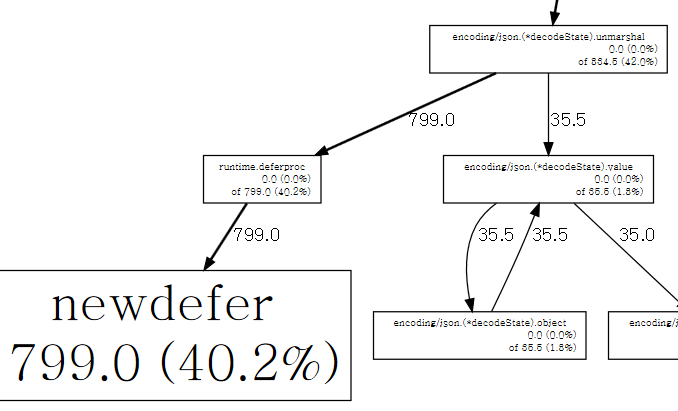 encoding/json.(*decodeState).unmarshal
0.0 (0.0%)
of 834.5 (42.0%)
799.0
35.5
runtime.deferproc
0.0 (0.0%)
of 799.0 (40.2%)
encoding/json.(*decodeState).value
0.0 (0.0%)
of 35.5 (1.8%)
799.0
35.5
35.5
35.0
newdefer
799.0 (40.2%)
encoding/json.(*decodeState).object
0.0 (0.0%)
of 35.5 (1.8%)
encoding/j